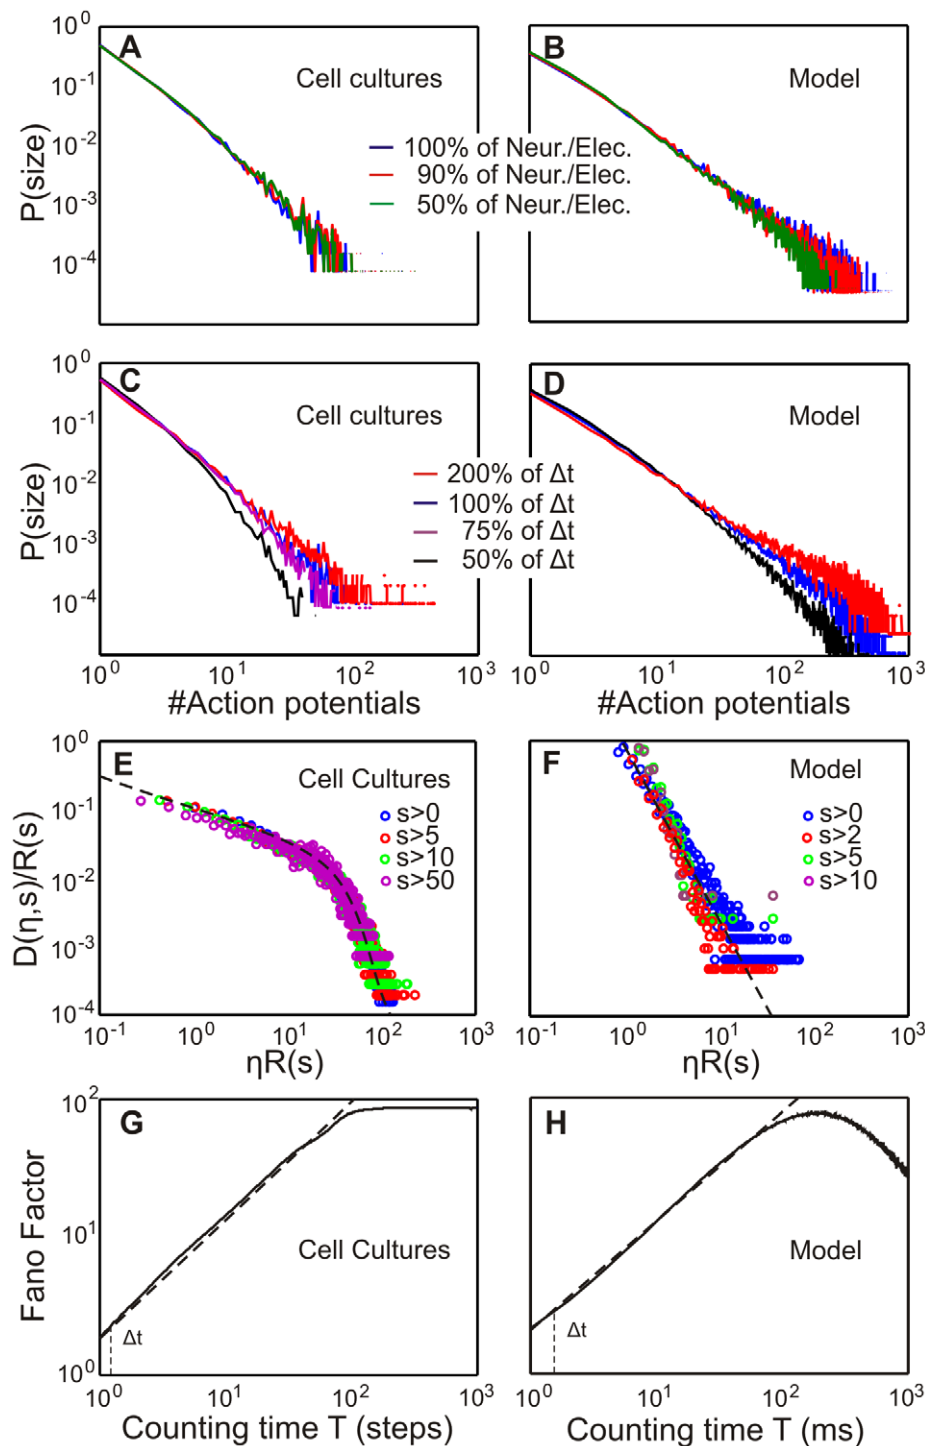 A
Cell cultures
B
Model
P(size)
10^0
10^-1
10^-2
10^-3
10^-4
100% of Neur./Elec.
90% of Neur./Elec.
50% of Neur./Elec.
C
Cell cultures
D
Model
P(size)
10^0
10^-1
10^-2
10^-3
10^-4
200% of Δt
100% of Δt
75% of Δt
50% of Δt
10^0 10^1 10^2 10^3
10^0 10^1 10^2 10^3
#Action potentials
#Action potentials
E
Cell Cultures
s>0
s>5
s>10
s>50
F
Model
s>0
s>2
s>5
s>10
D(η,s)/R(s)
10^0
10^-1
10^-2
10^-3
10^-4
10^-1 10^0 10^1 10^2 10^3
10^-1 10^0 10^1 10^2 10^3
ηR(s)
ηR(s)
G
Cell Cultures
Δt
H
Model
Δt
Fano Factor
10^2
10^1
10^0
10^0 10^1 10^2 10^3
10^0 10^1 10^2 10^3
Counting time T (steps)
Counting time T (ms)